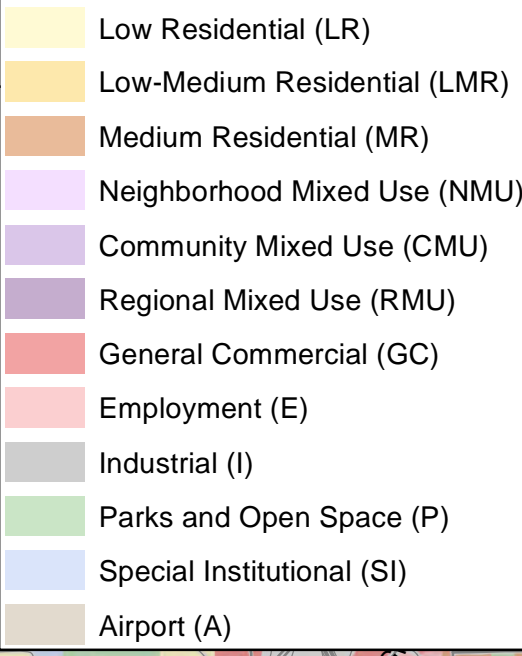 Low Residential (LR)
Low-Medium Residential (LMR)
Medium Residential (MR)
Neighborhood Mixed Use (NMU)
Community Mixed Use (CMU)
Regional Mixed Use (RMU)
General Commercial (GC)
Employment (E)
Industrial (I)
Parks and Open Space (P)
Special Institutional (SI)
Airport (A)